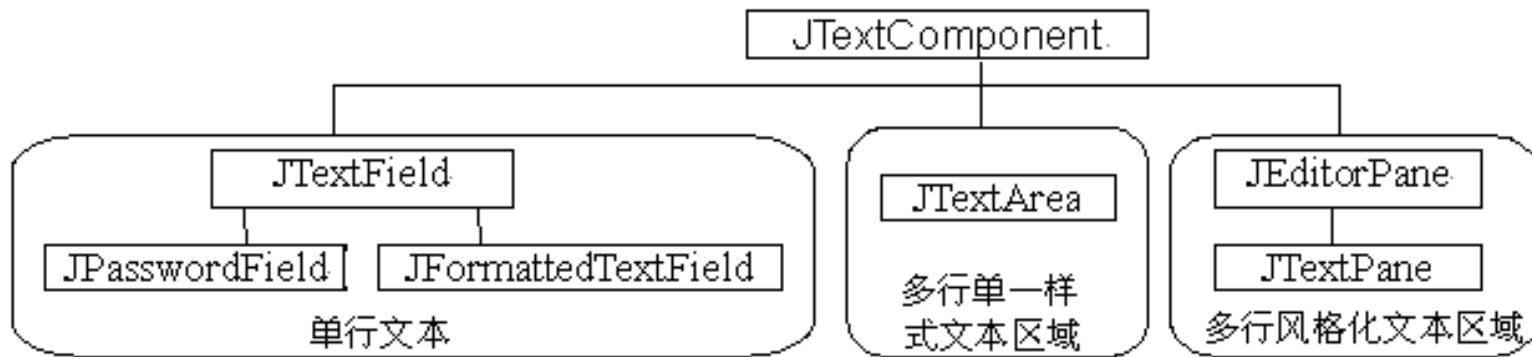 JTextComponent
JTextField
JPasswordField
JFormattedTextField
单行文本
JTextArea
多行单一样
式文本区域
JEditorPane
JTextPane
多行风格化文本区域